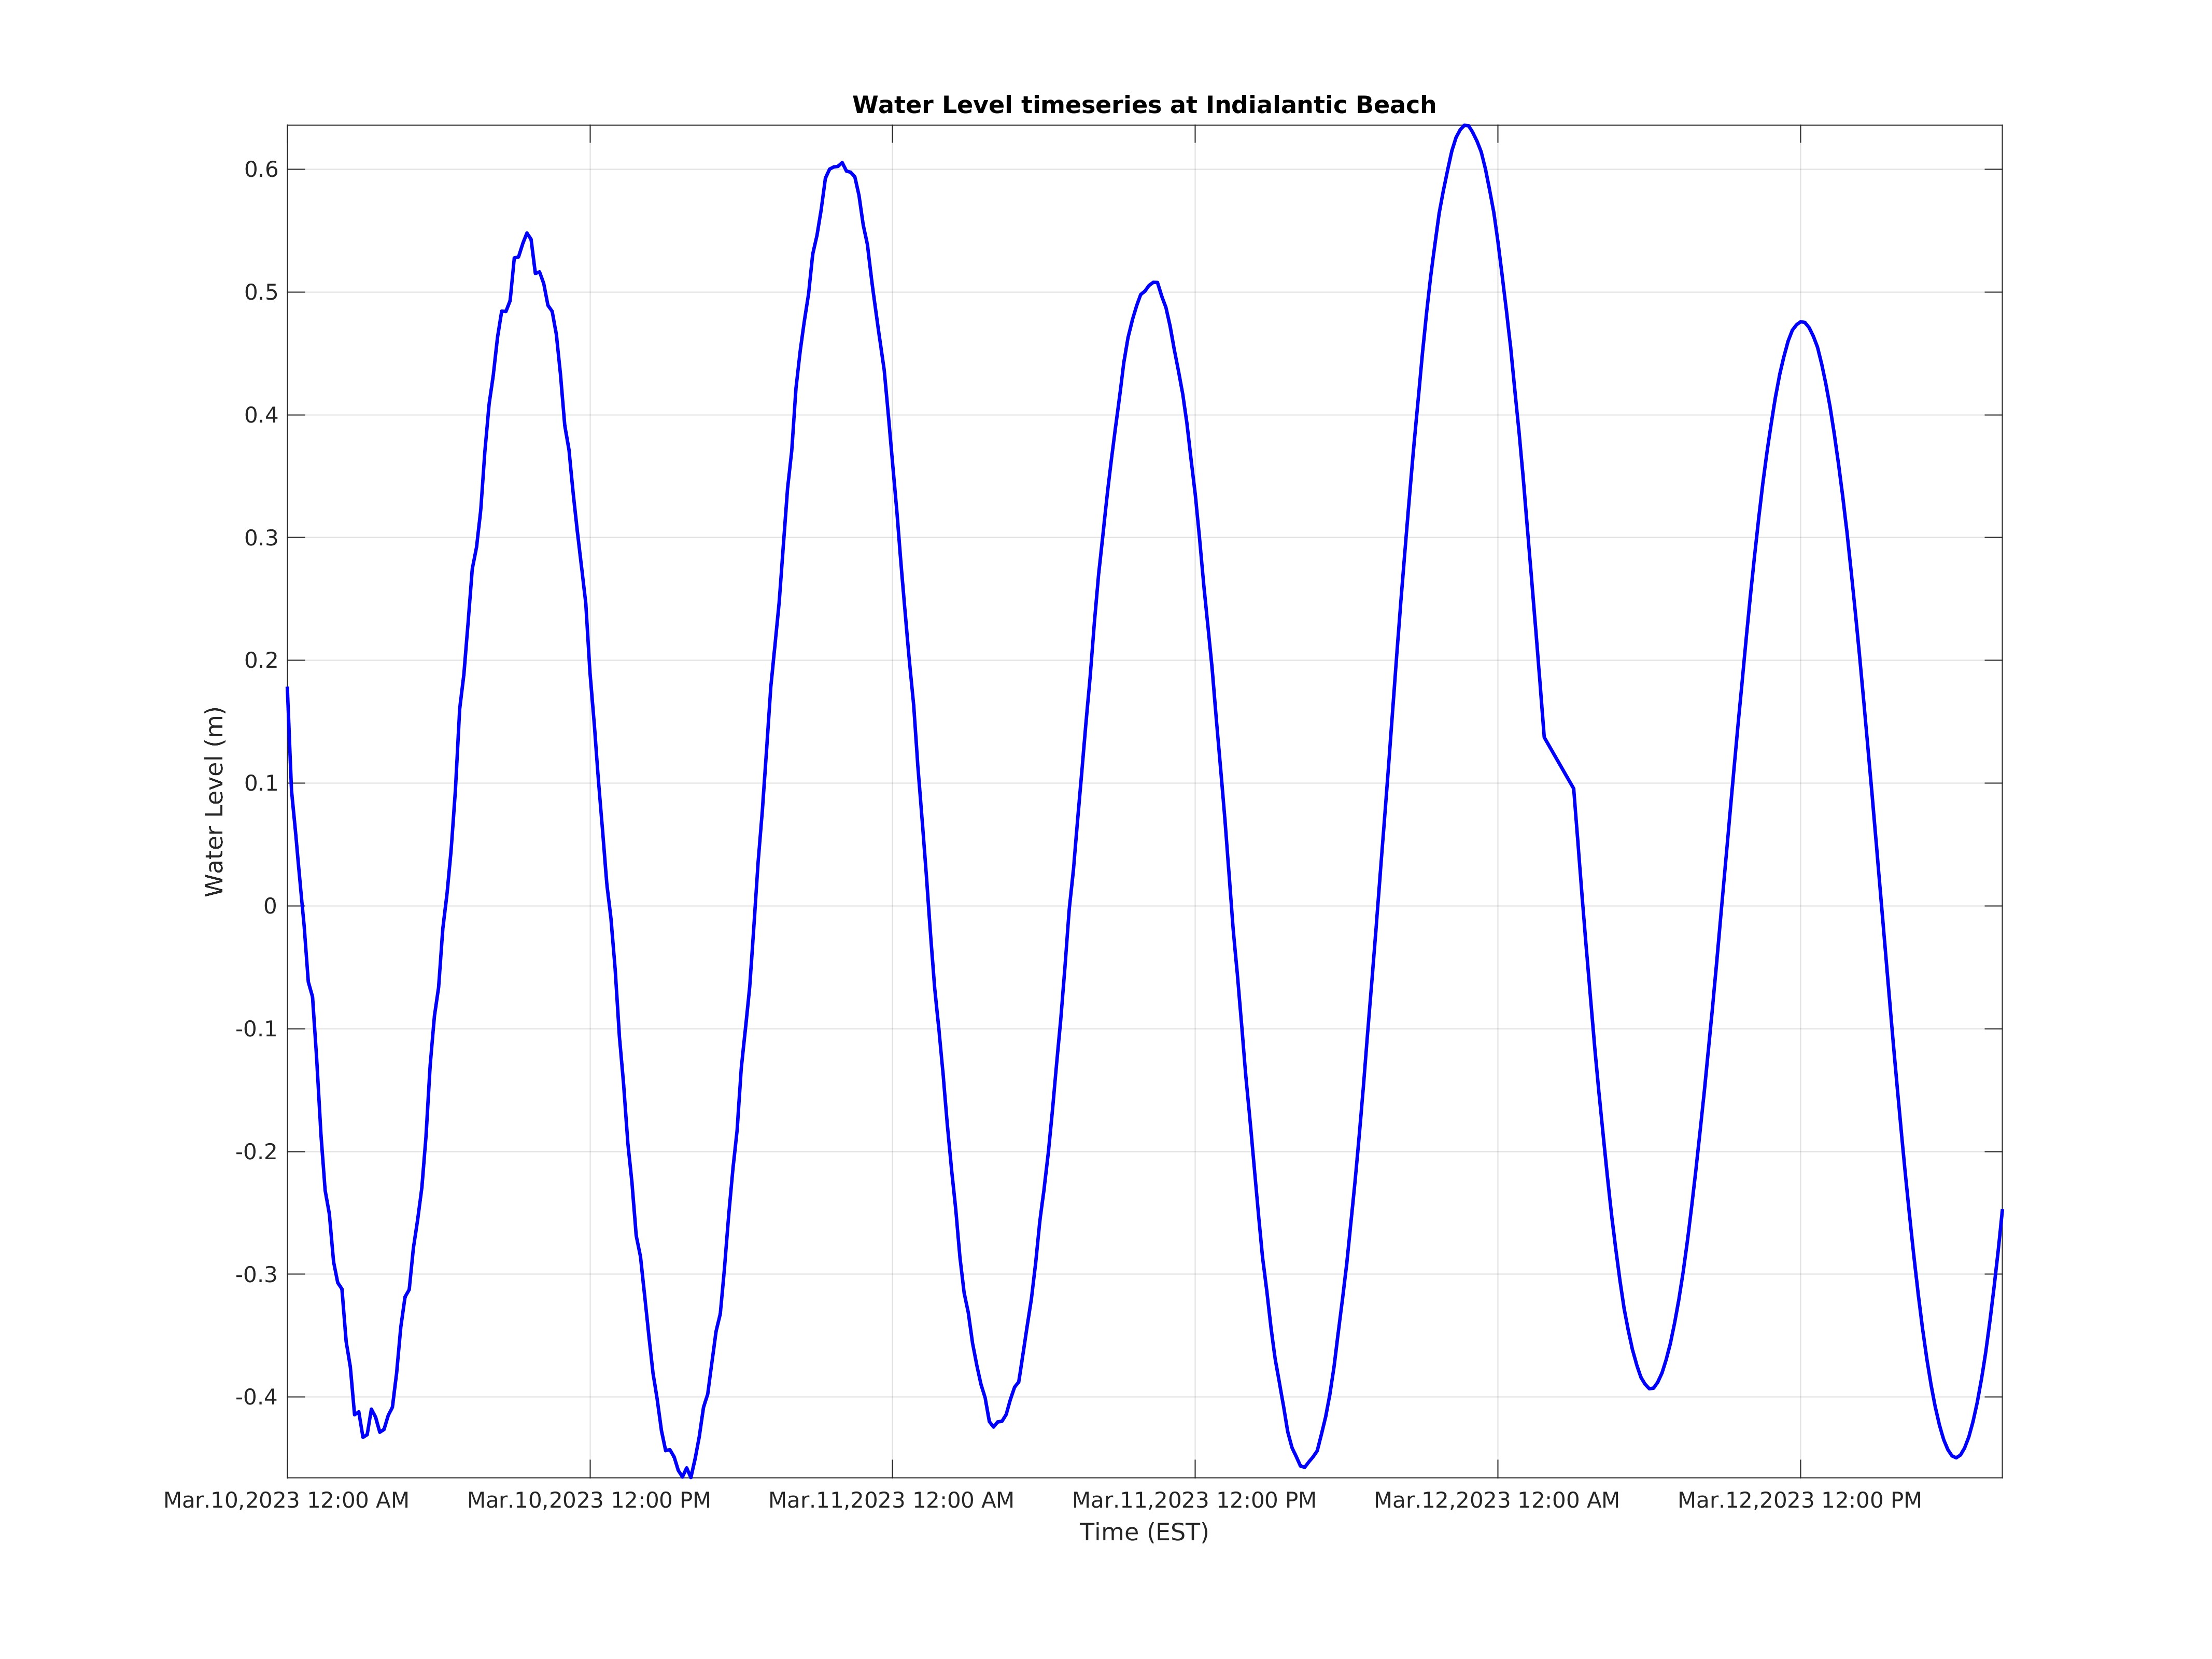 Water Level timeseries at Indialantic Beach
0.6
0.5
0.4
0.3
0.2
0.1
0
-0.1
-0.2
-0.3
-0.4
Water Level (m)
Mar.10,2023 12:00 AM Mar.10,2023 12:00 PM Mar.11,2023 12:00 AM Mar.11,2023 12:00 PM Mar.12,2023 12:00 AM Mar.12,2023 12:00 PM
Time (EST)